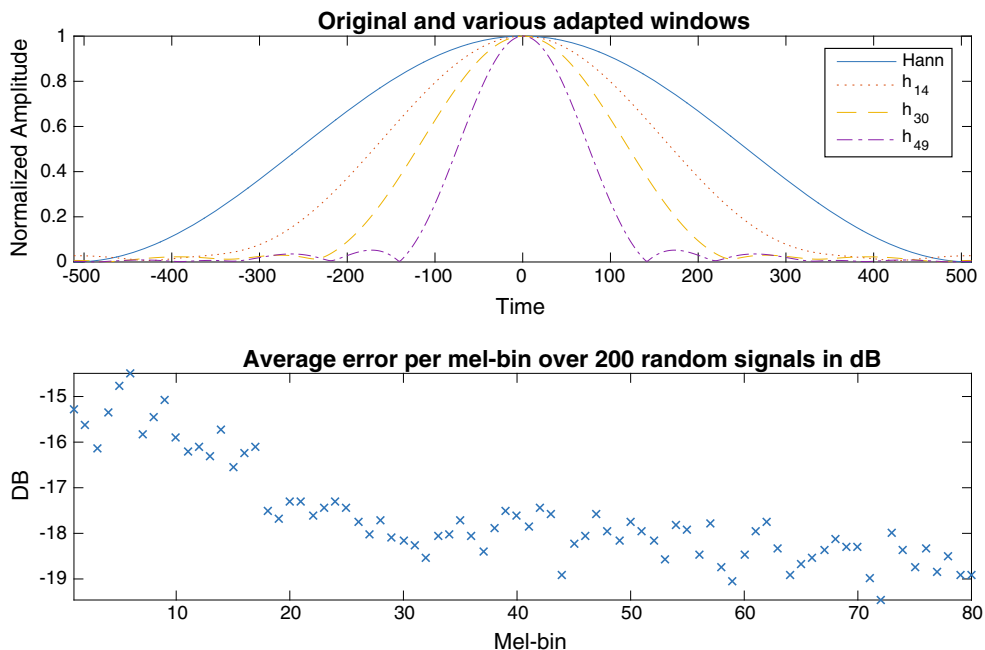 Original and various adapted windows
Normalized Amplitude
1
0.8
0.6
0.4
0.2
0
Hann
h14
h30
h49
-500 -400 -300 -200 -100 0 100 200 300 400 500
Time
Average error per mel-bin over 200 random signals in dB
DB
-15
-16
-17
-18
-19
10 20 30 40 50 60 70 80
Mel-bin